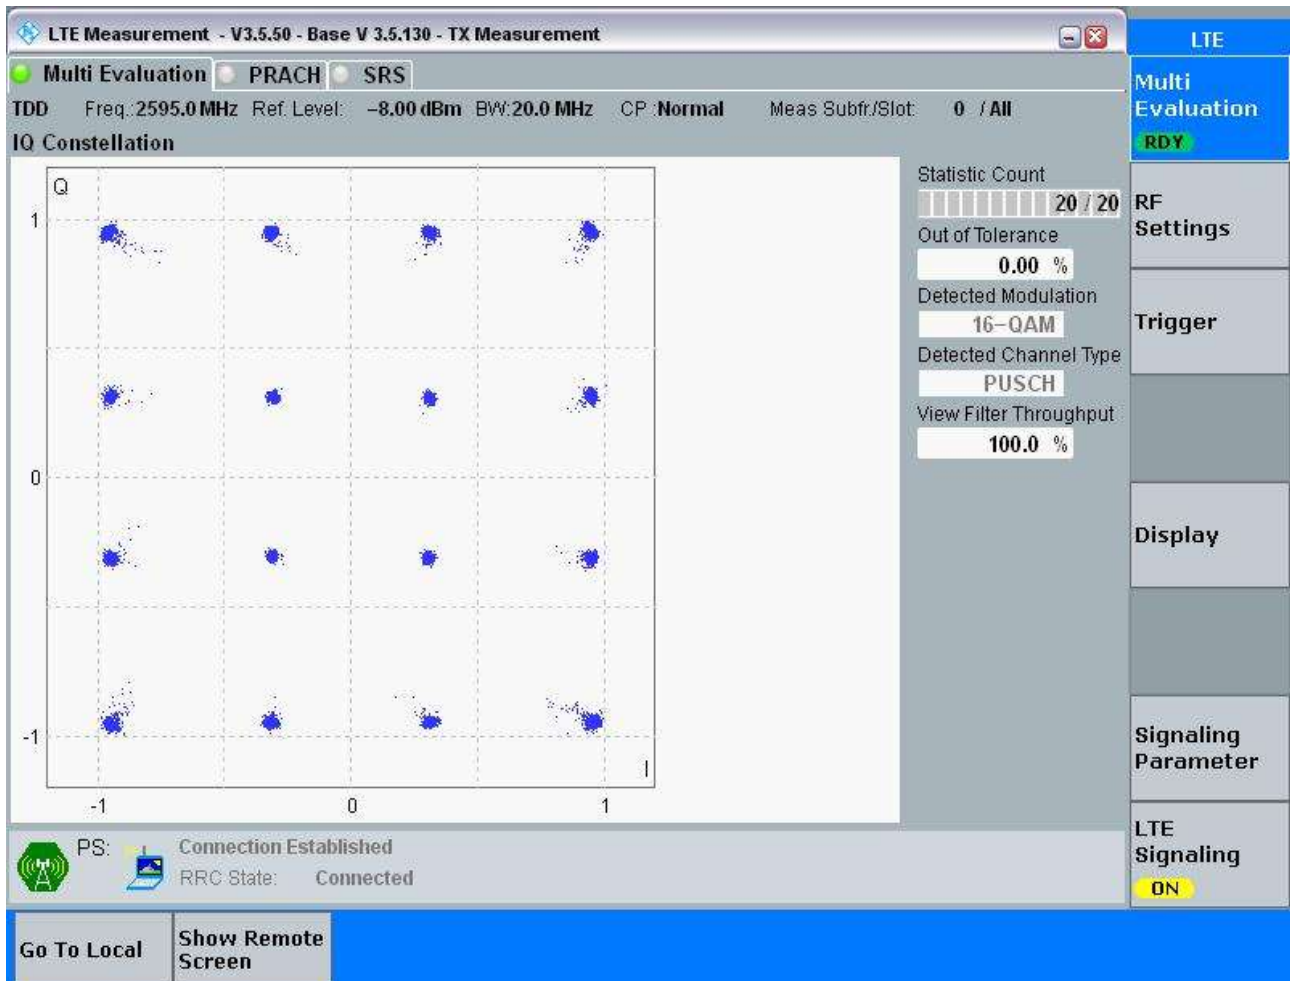 LTE Measurement - V3.5.50 - Base V 3.5.130 - TX Measurement
LTE
Multi Evaluation PRACH SRS
TDD Freq.:2595.0 MHz Ref. Level: -8.00 dBm BW:20.0 MHz CP :Normal Meas Subfr./Slot: 0 / All
IQ Constellation
Q
1
0
-1
-1 0 1
I
Statistic Count
20 / 20
Out of Tolerance
0.00 %
Detected Modulation
16-QAM
Detected Channel Type
PUSCH
View Filter Throughput
100.0 %
Multi
Evaluation
RDY
RF
Settings
Trigger
Display
Signaling
Parameter
LTE
Signaling
ON
PS: Connection Established
RRC State: Connected
Go To Local
Show Remote
Screen